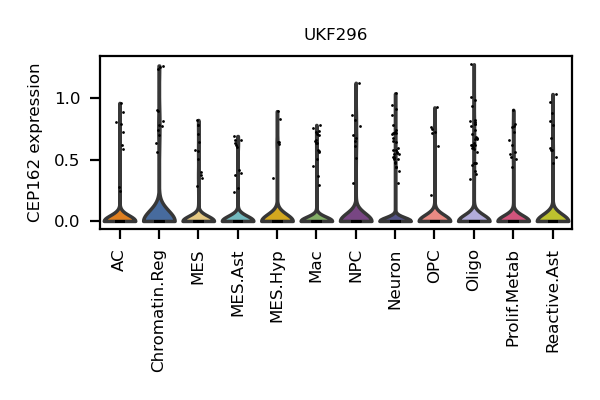 UKF296
CEP162 expression
1.0
0.5
0.0
AC
Chromatin.Reg
MES
MES.Ast
MES.Hyp
Mac
NPC
Neuron
OPC
Oligo
Prolif.Metab
Reactive.Ast